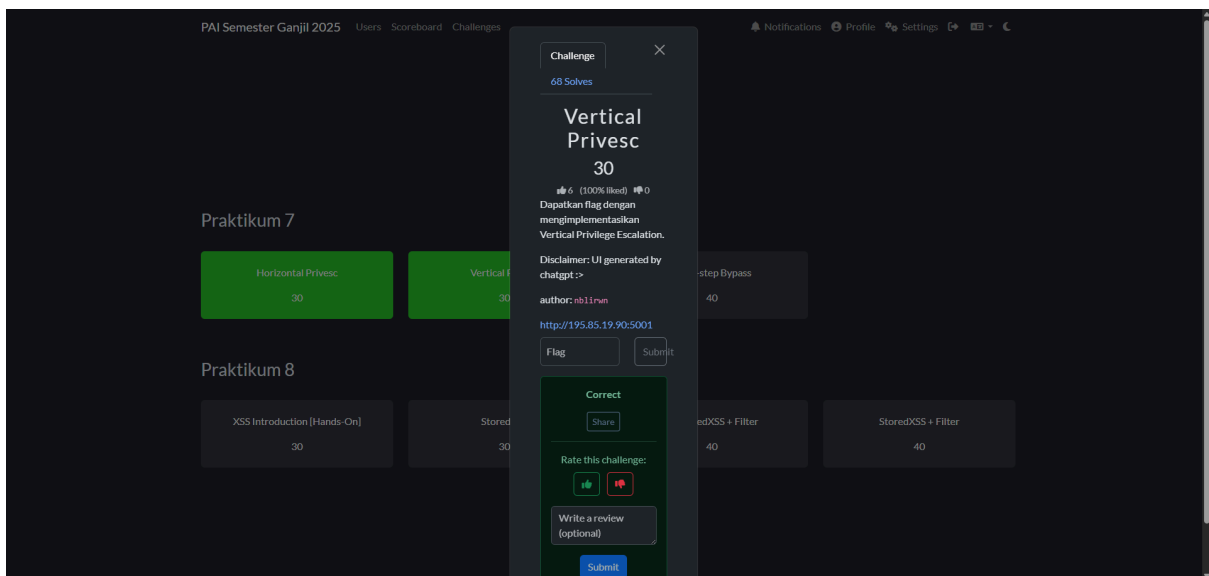 PAI Semester Ganjil 2025 Users Scoreboard Challenges
Notifications Profile Settings
Challenge
68 Solves
Vertical
Privesc
30
6 (100% liked) 0
Dapatkan flag dengan
mengimplementasikan
Vertical Privilege Escalation.
Disclaimer: UI generated by
chatgpt :>
author: nblirwn
http://195.85.19.90:5001
Flag Submit
Correct
Share
Rate this challenge:
Write a review
(optional)
Submit
Praktikum 7
Horizontal Privesc
30
Vertical
30
-step Bypass
40
Praktikum 8
XSS Introduction [Hands-On]
30
Stored
30
edXSS + Filter
40
StoredXSS + Filter
40